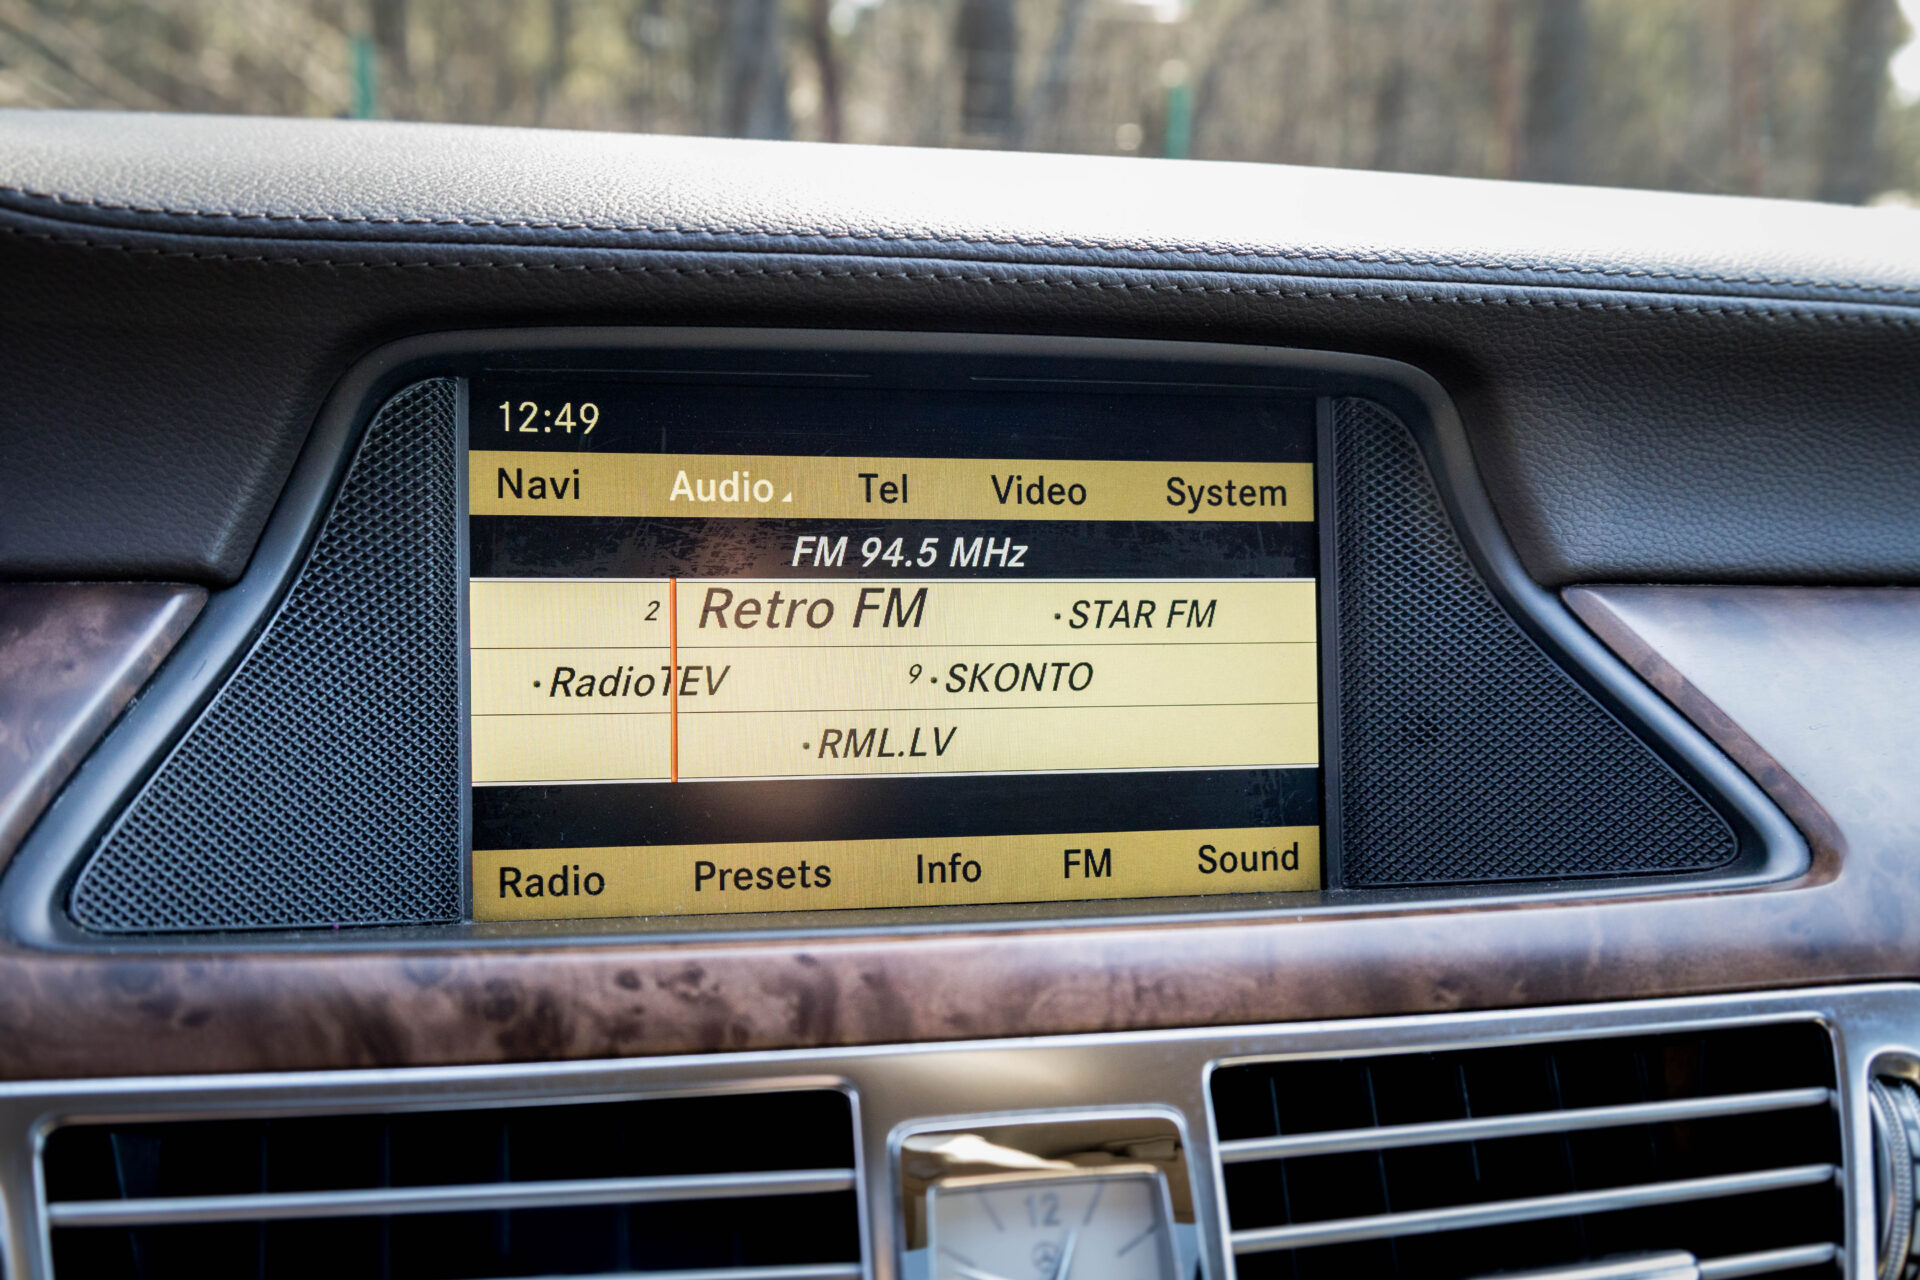 12:49
Navi Audio Tel Video System
FM 94.5 MHz
2 Retro FM ·STAR FM
·RadioTEV 9 ·SKONTO
·RML.LV
Radio Presets Info FM Sound
12